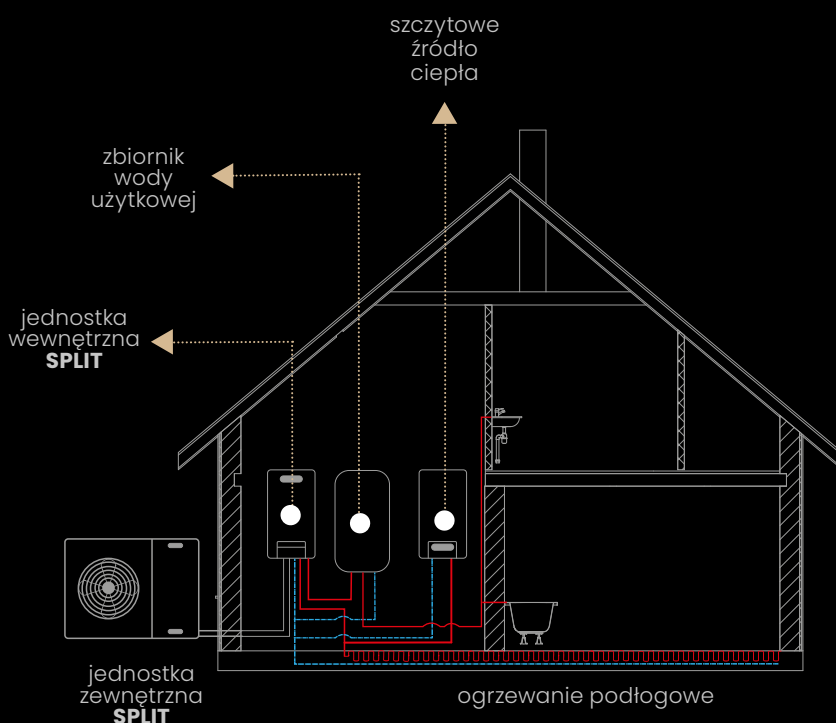 szczytowe
źródło
ciepła
zbiornik
wody
użytkowej
jednostka
wewnętrzna
SPLIT
jednostka
zewnętrzna
SPLIT
ogrzewanie podłogowe